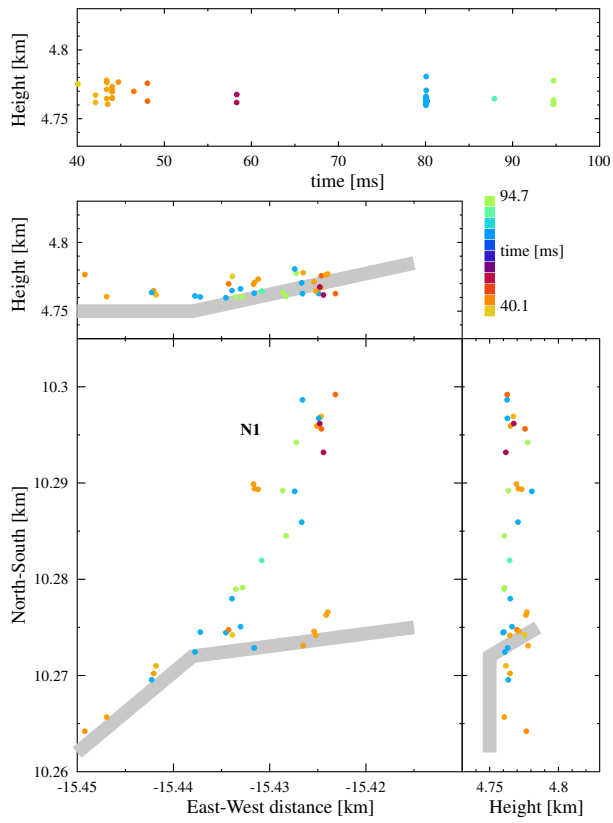 4.8
4.75
Height [km]
40 50 60 70 80 90 100
time [ms]
4.8
4.75
Height [km]
94.7
time [ms]
40.1
10.3
10.29
10.28
10.27
10.26
North-South [km]
N1
-15.45 -15.44 -15.43 -15.42
East-West distance [km]
4.75 4.8
Height [km]